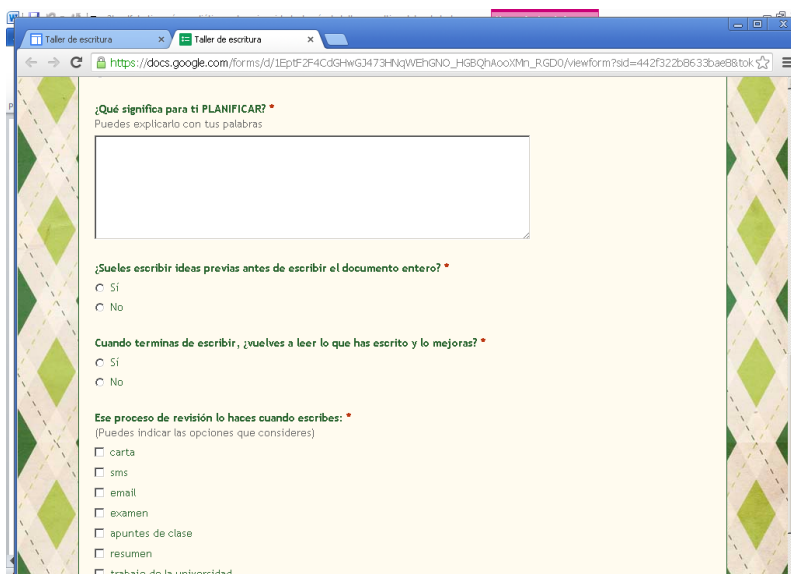 Taller de escritura
Taller de escritura
https://docs.google.com/forms/d/1EptF2F4CdGHwGJ473HNqWEhGNO_HGBQhAooXMn_RGD0/viewform?sid=442f322b8633bae8&tok
¿Qué significa para ti PLANIFICAR? *
Puedes explicarlo con tus palabras
¿Sueles escribir ideas previas antes de escribir el documento entero? *
Sí
No
Cuando terminas de escribir, ¿vuelves a leer lo que has escrito y lo mejoras? *
Sí
No
Ese proceso de revisión lo haces cuando escribes: *
(Puedes indicar las opciones que consideres)
carta
sms
email
examen
apuntes de clase
resumen
trabajo de la universidad